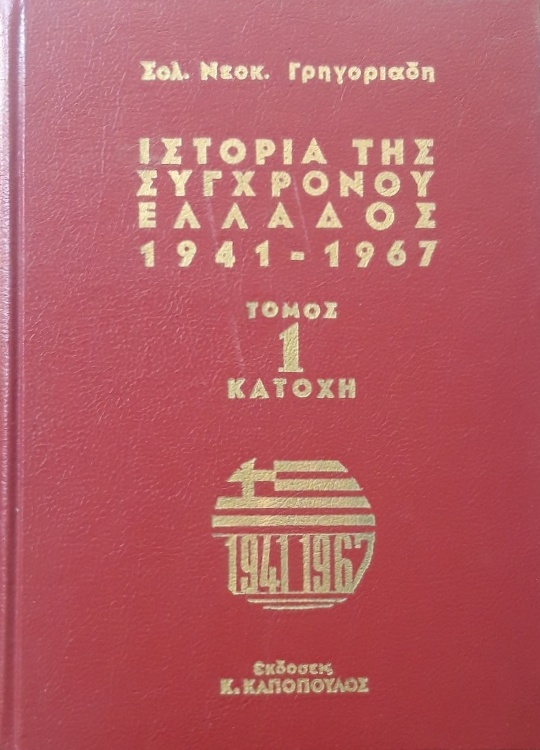 Σολ. Νεοκ. Γρηγοριαδη
ΙΣΤΟΡΙΑ ΤΗΣ
ΣΥΓΧΡΟΝΟΥ
ΕΛΛΑΔΟΣ
1941-1967
ΤΟΜΟΣ
1
ΚΑΤΟΧΗ
1941 1967
Εκδοσεις
Κ. ΚΑΠΟΠΟΥΛΟΣ